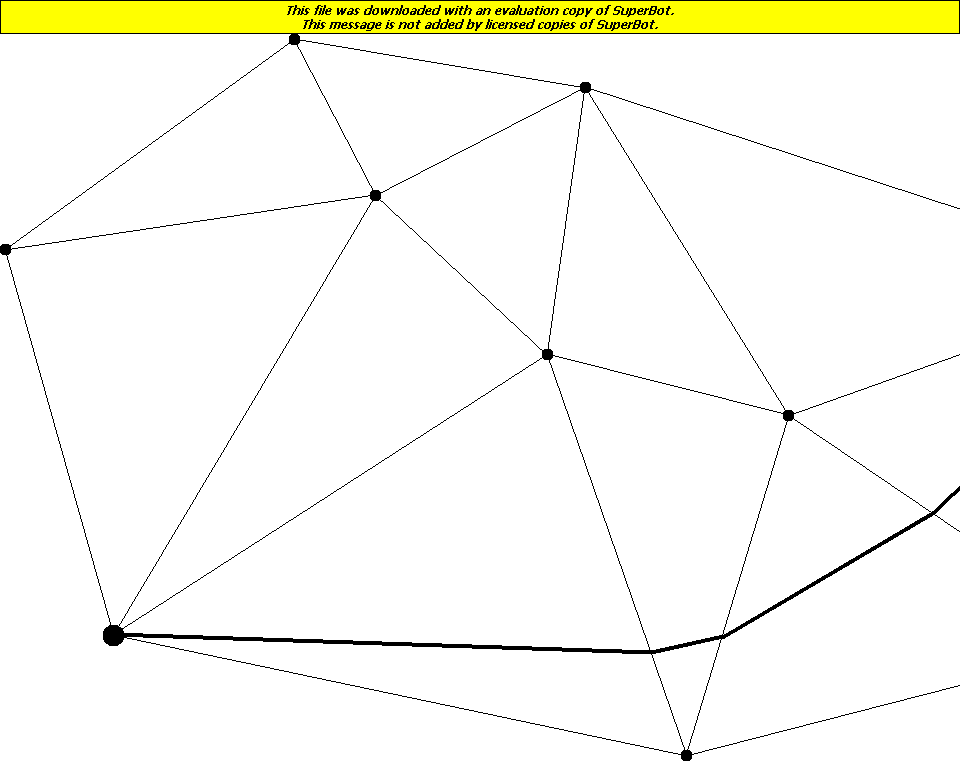 This file was downloaded with an evaluation copy of SuperBot.
This message is not added by licensed copies of SuperBot.